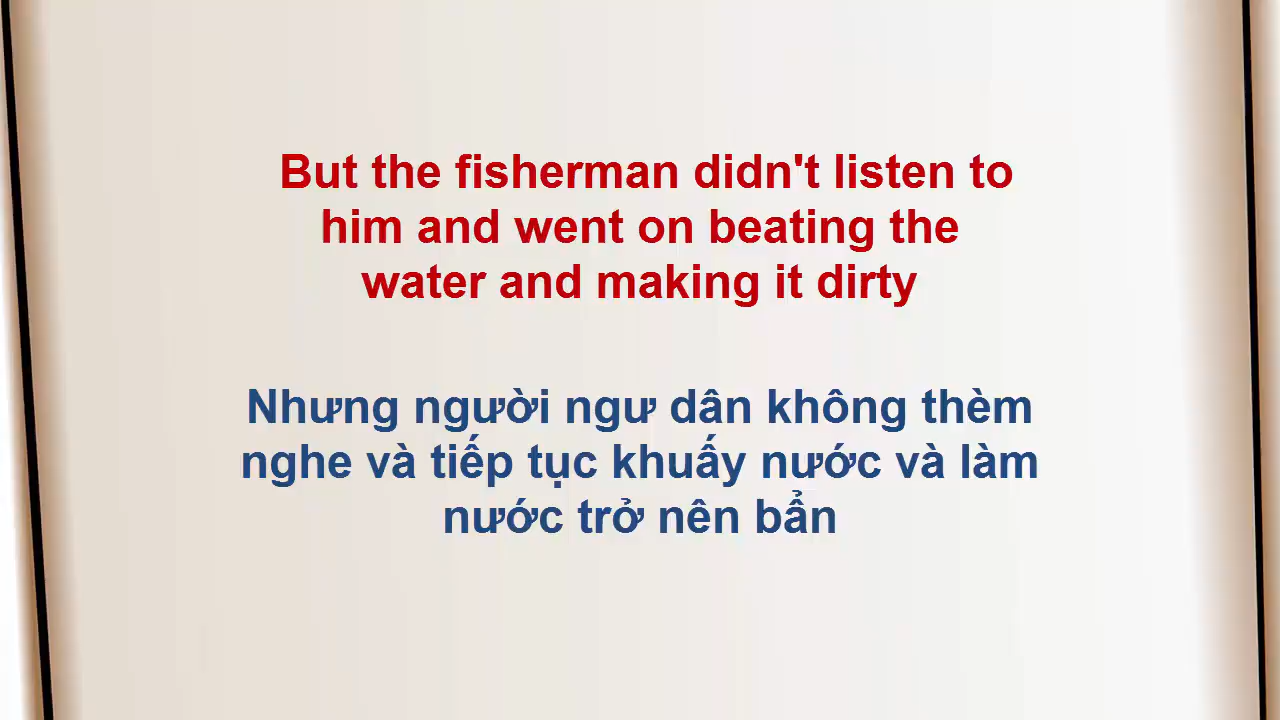 But the fisherman didn't listen to
him and went on beating the
water and making it dirty
Nhưng người ngư dân không thèm
nghe và tiếp tục khuấy nước và làm
nước trở nên bẩn